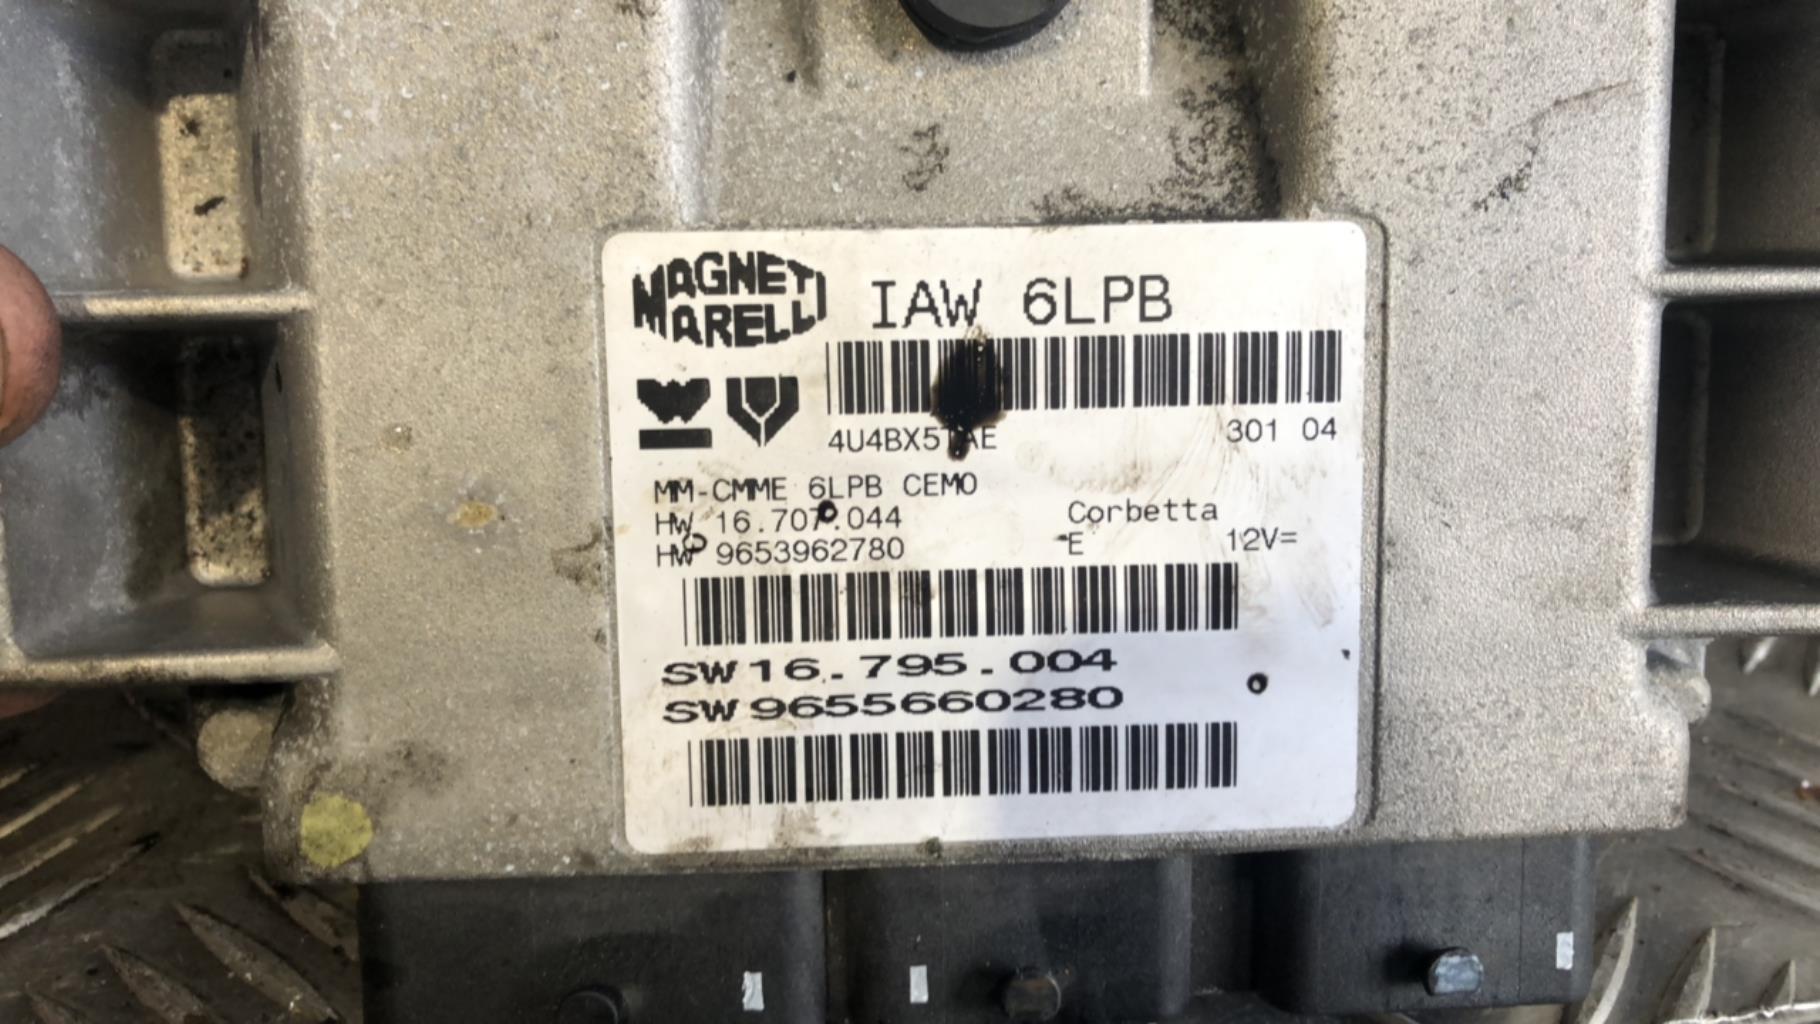 MAGNETI
MARELLI
IAW 6LPB
301 04
MM-CMME 6LPB CEMO
HW 16.707.044
Corbetta
HW 9653962780
E 12V=
SW 16.795.004
SW 9655660280